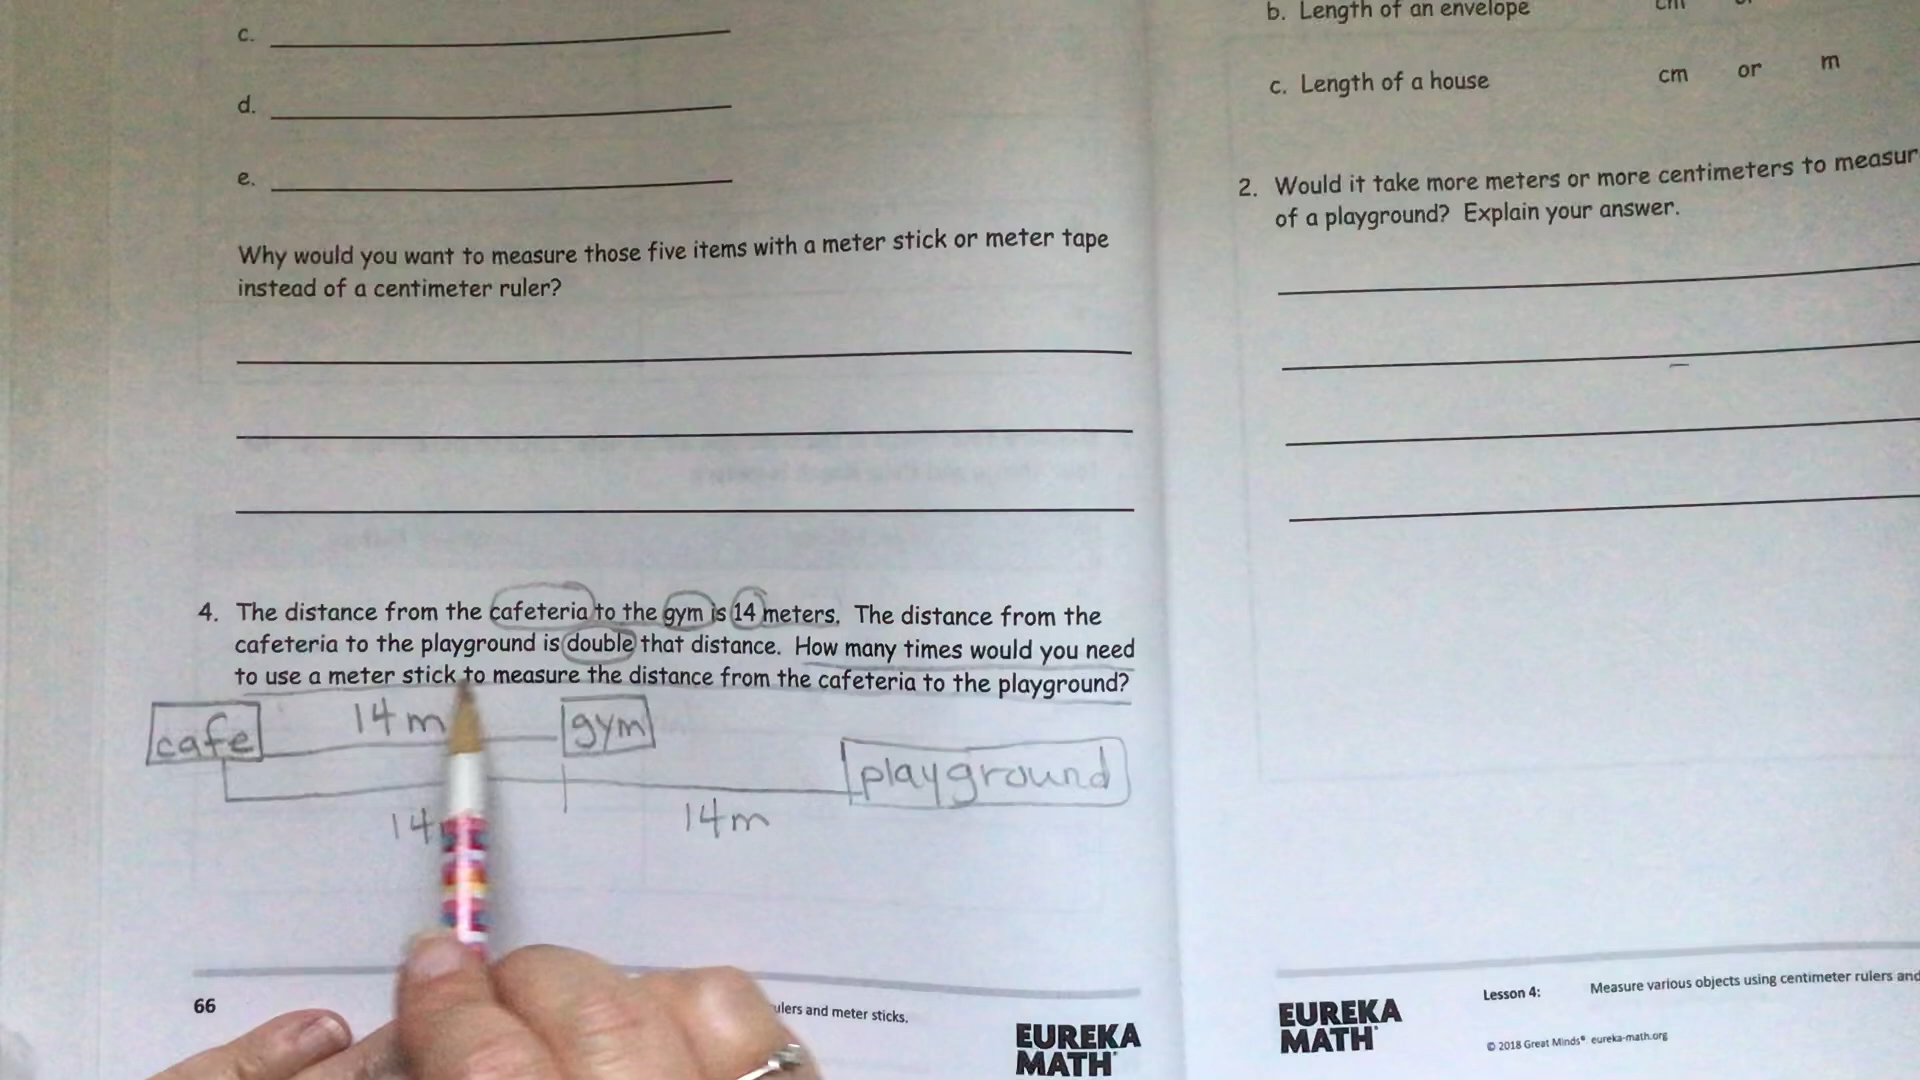 c.
d.
e.
Why would you want to measure those five items with a meter stick or meter tape
instead of a centimeter ruler?
4. The distance from the cafeteria to the gym is 14 meters. The distance from the
cafeteria to the playground is double that distance. How many times would you need
to use a meter stick to measure the distance from the cafeteria to the playground?
cafe 14 m gym
playground
14 14 m
66
rulers and meter sticks.
EUREKA
MATH
b. Length of an envelope cm
c. Length of a house cm or m
2. Would it take more meters or more centimeters to measur
of a playground? Explain your answer.
EUREKA
MATH
Lesson 4: Measure various objects using centimeter rulers and
© 2018 Great Minds® eureka-math.org